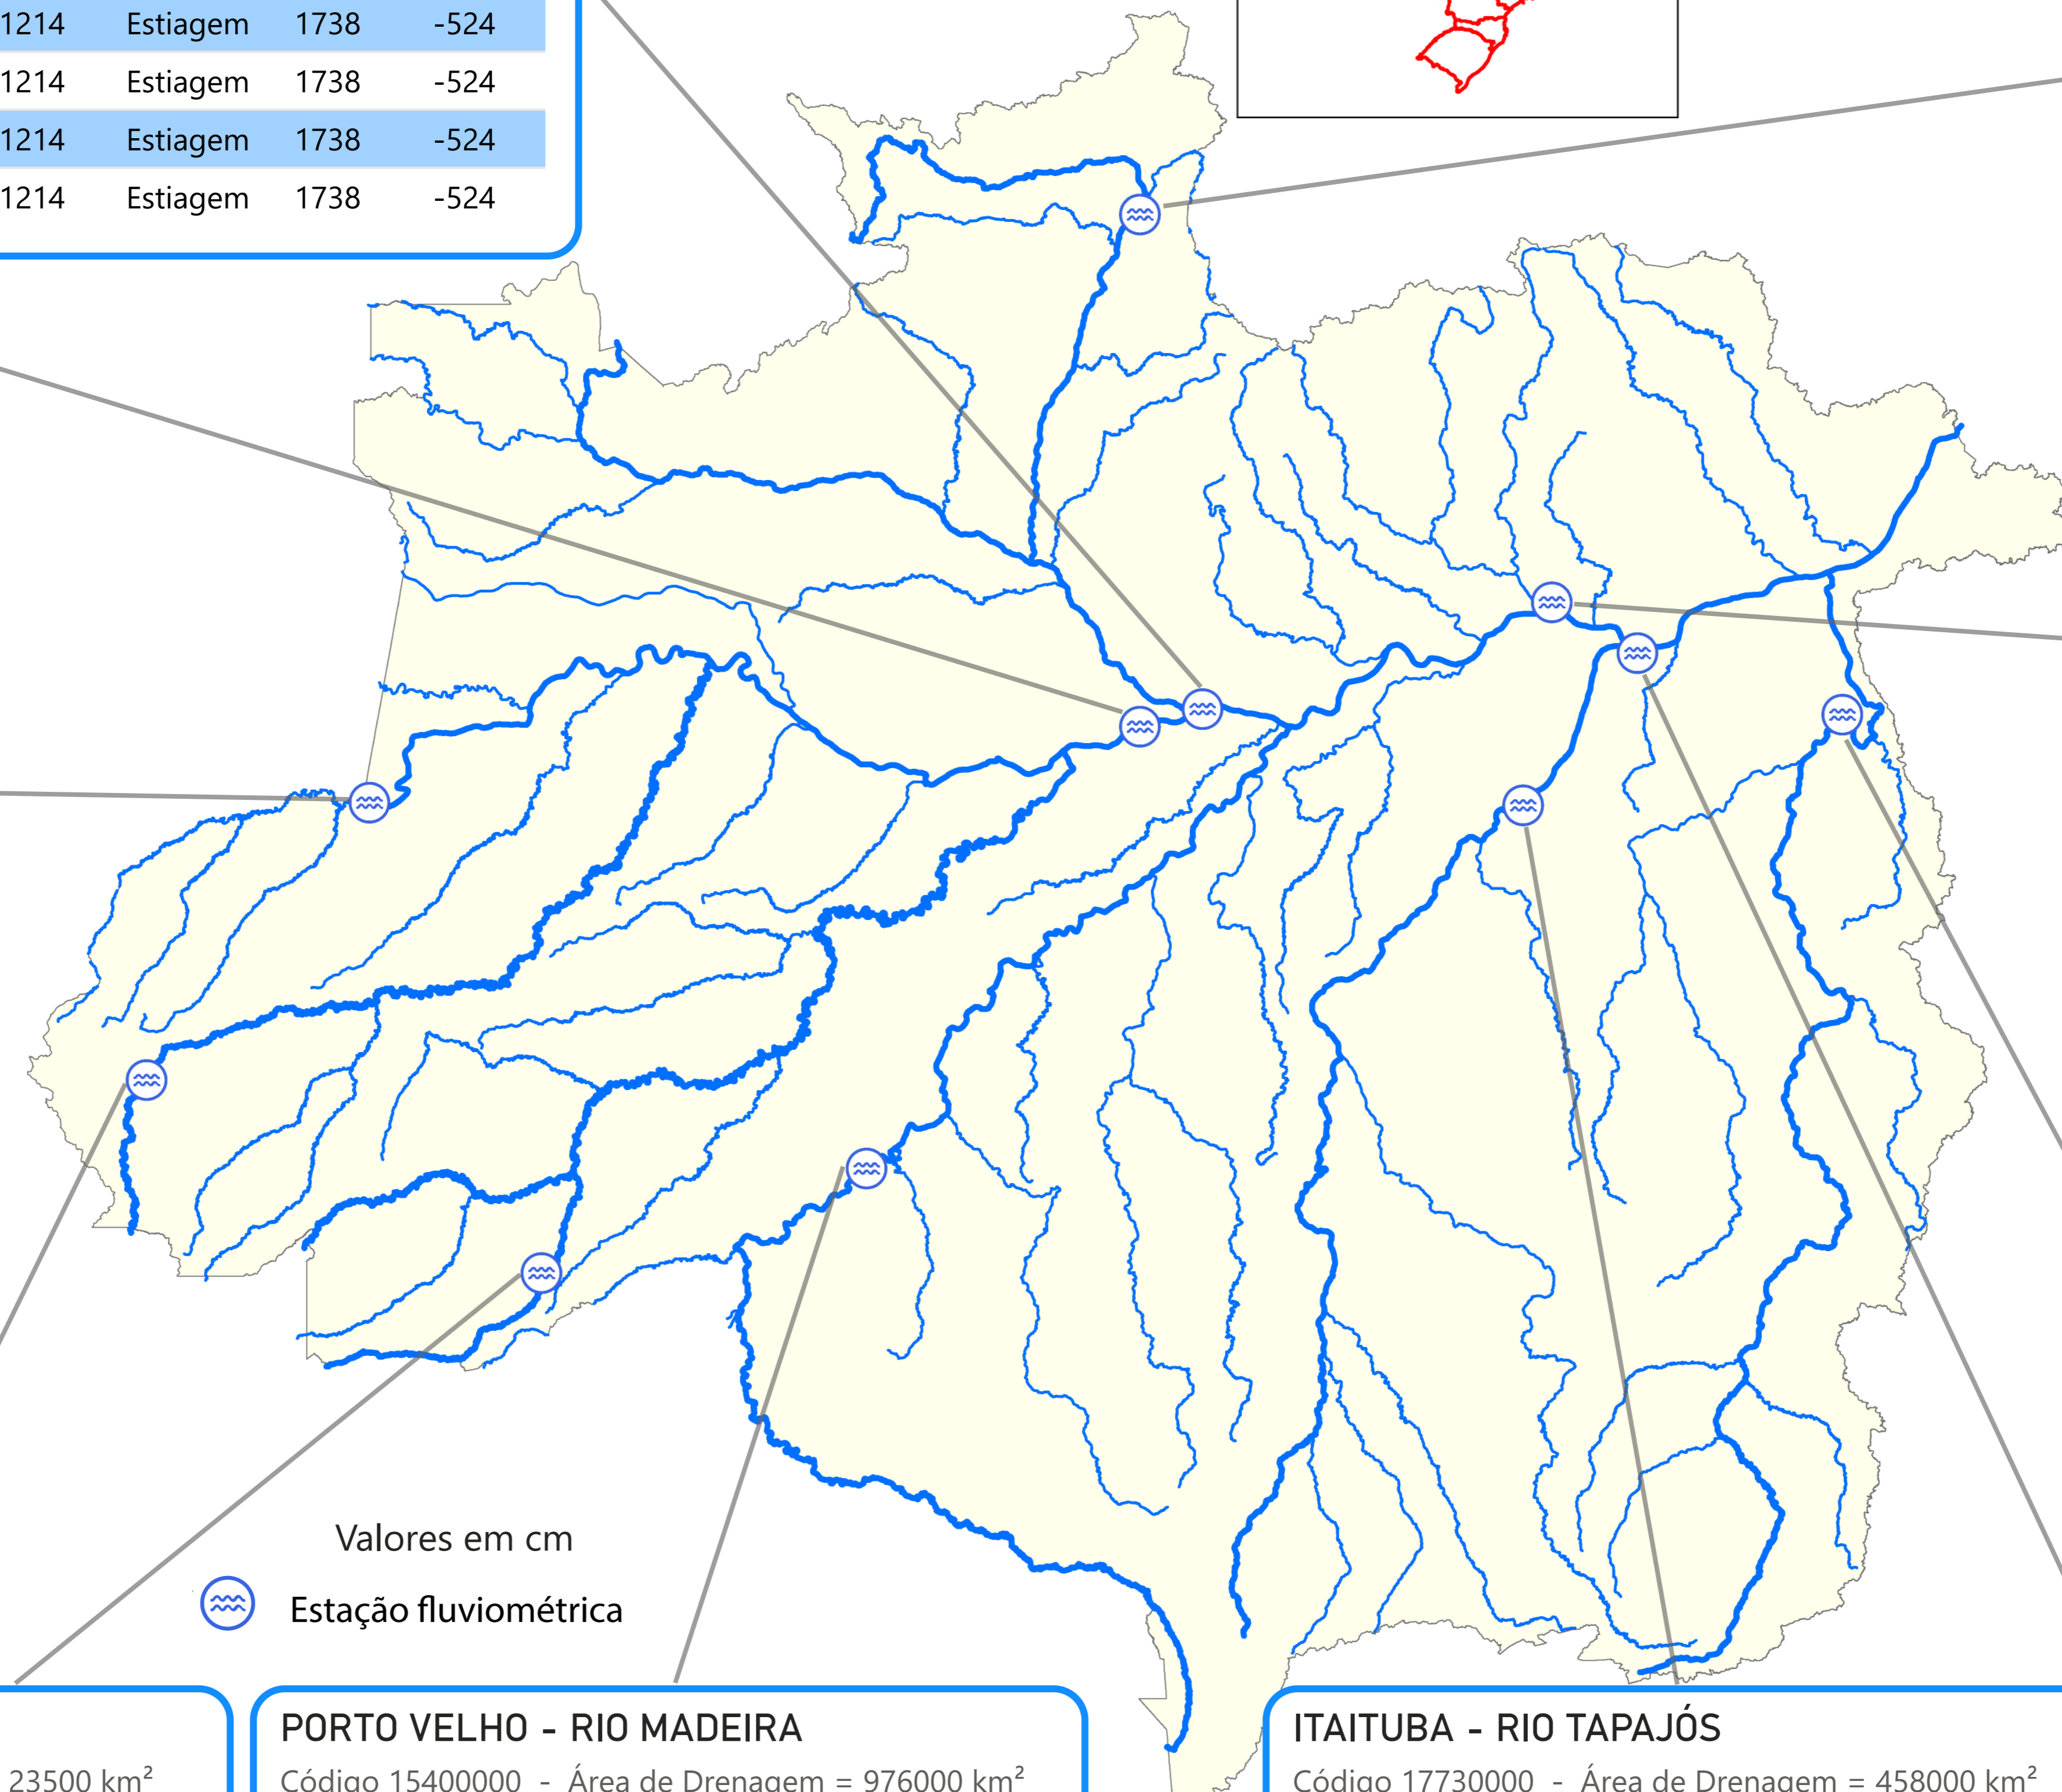 1214 Estiagem 1738 -524
1214 Estiagem 1738 -524
1214 Estiagem 1738 -524
1214 Estiagem 1738 -524
Valores em cm
Estação fluviométrica
23500 km²
PORTO VELHO - RIO MADEIRA
Código 15400000 - Área de Drenagem = 976000 km²
ITAITUBA - RIO TAPAJÓS
Código 17730000 - Área de Drenagem = 458000 km²